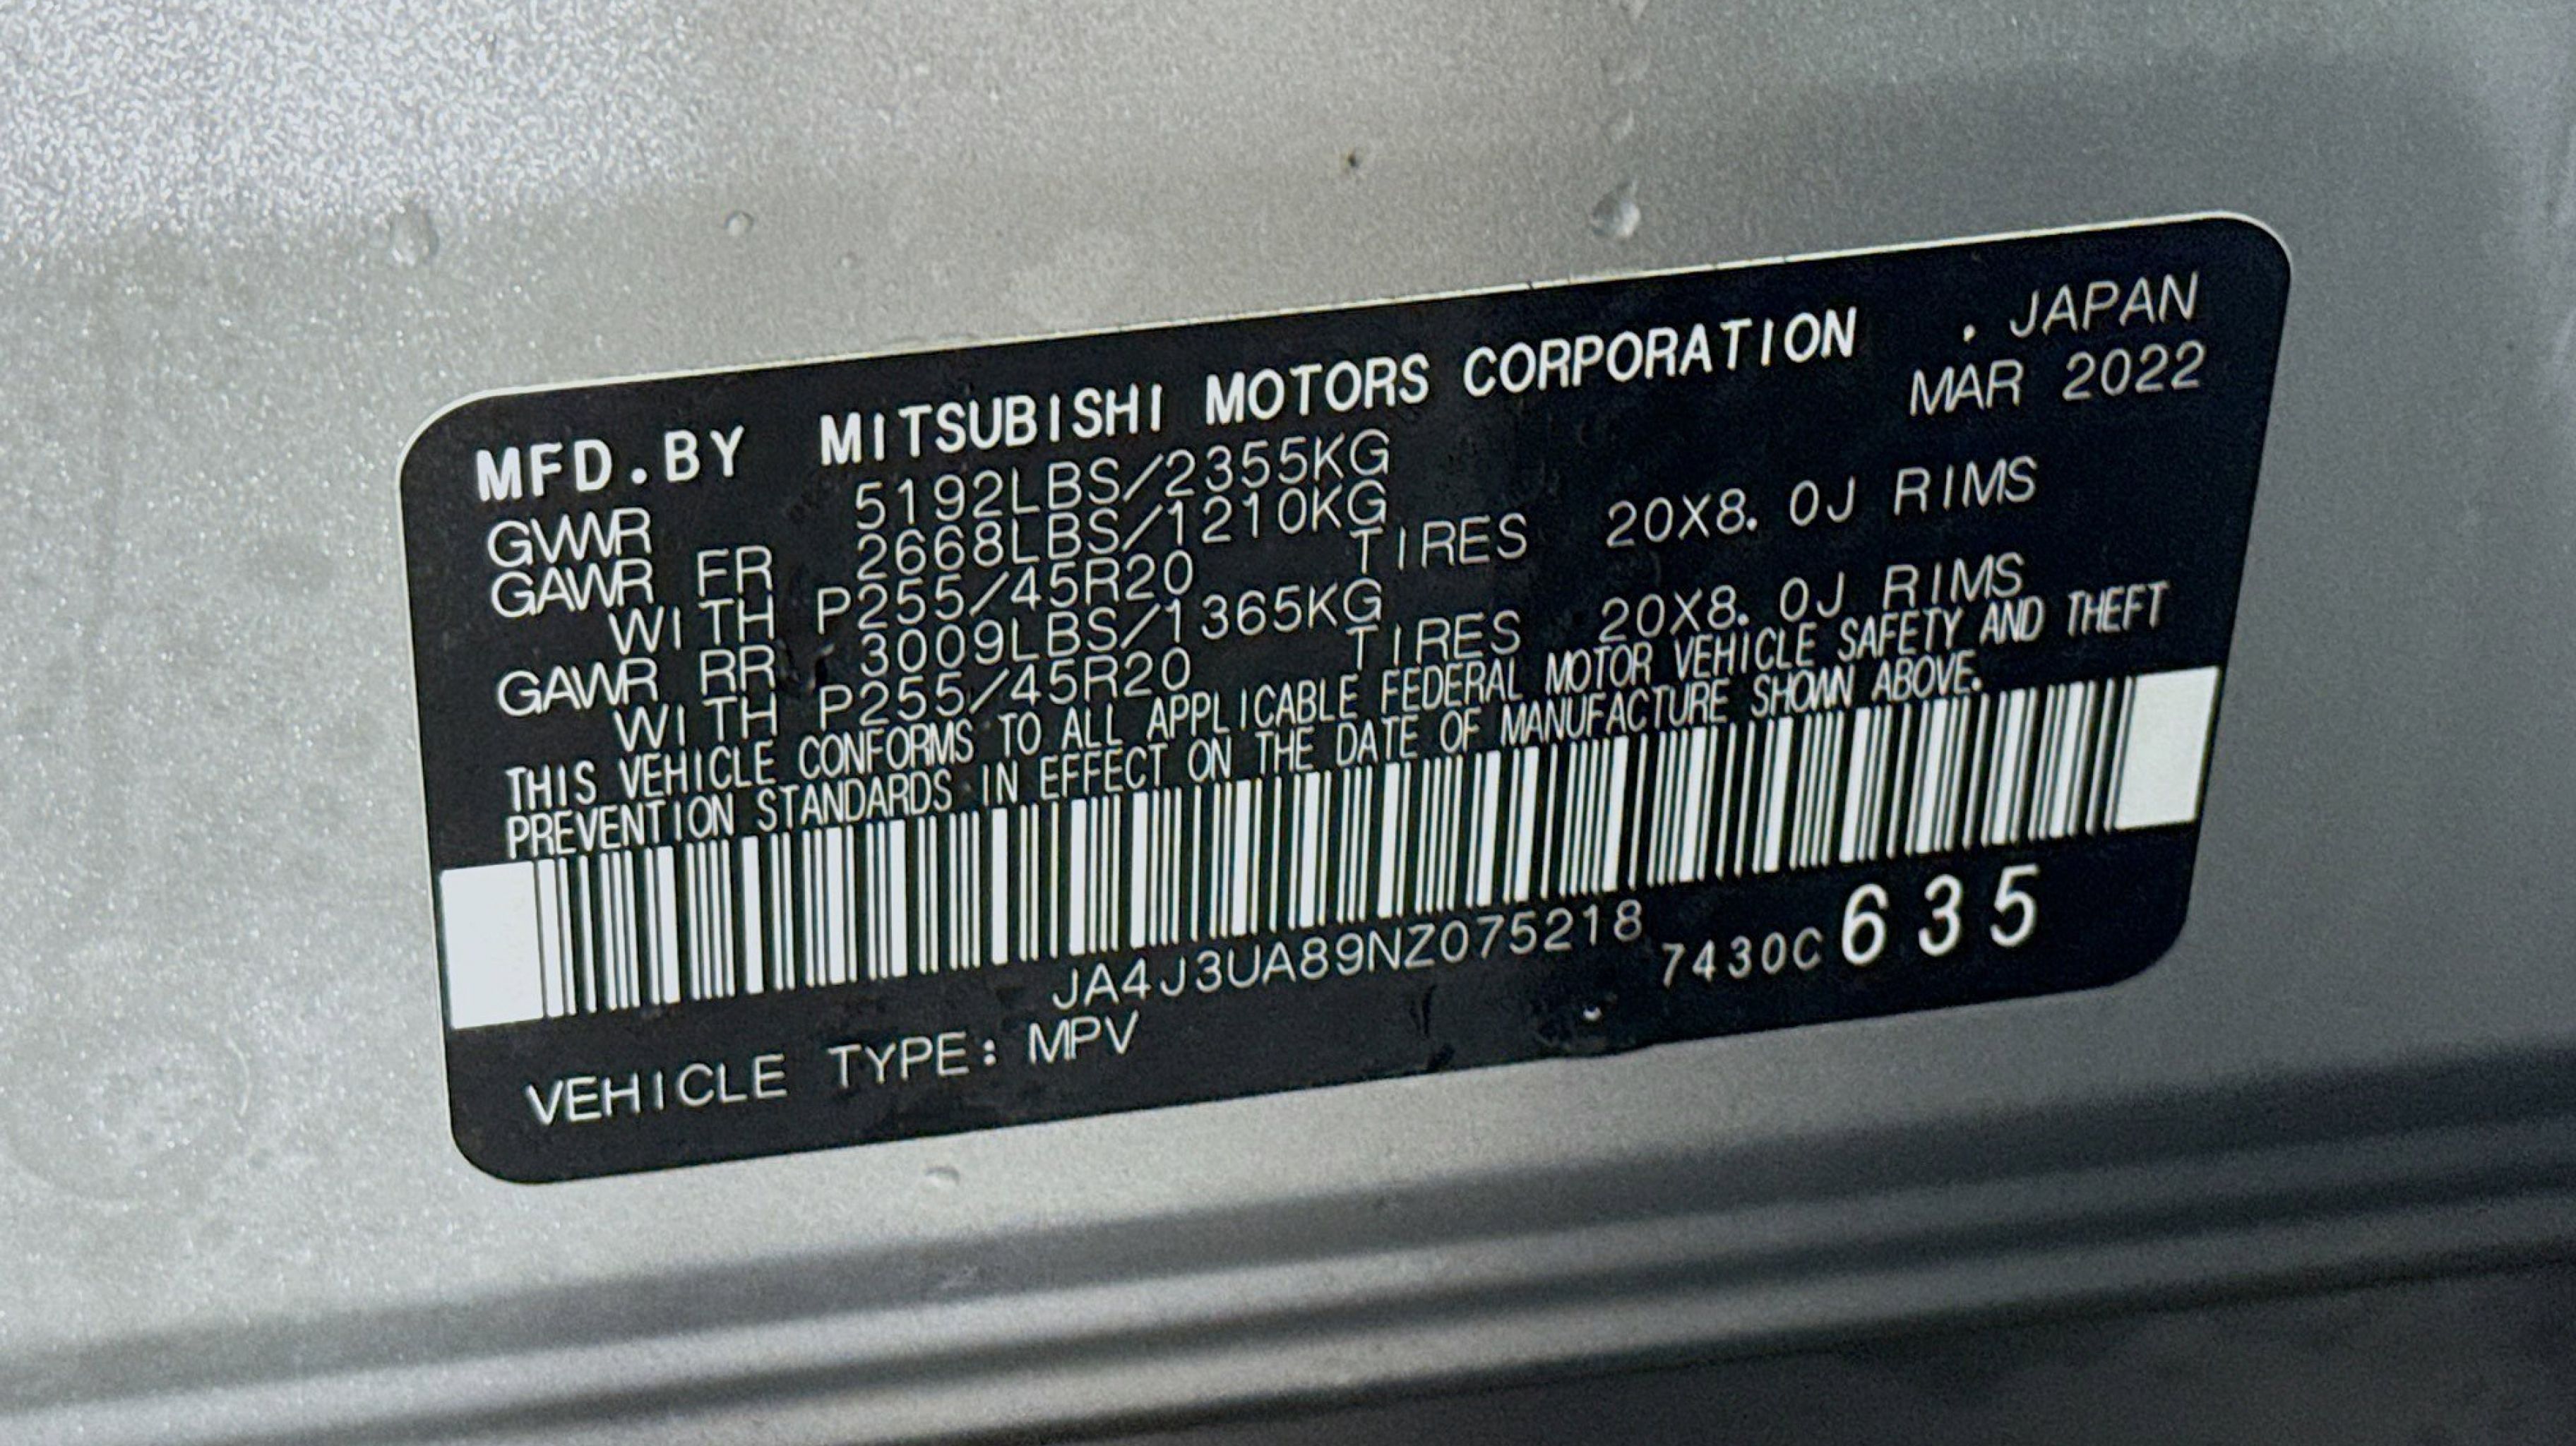 MFD.BY MITSUBISHI MOTORS CORPORATION . JAPAN
GVWR 5192LBS/2355KG MAR 2022
GAWR FR 2668LBS/1210KG
WITH P255/45R20 TIRES 20X8.0J RIMS
GAWR RR 3009LBS/1365KG
WITH P255/45R20 TIRES 20X8.0J RIMS
THIS VEHICLE CONFORMS TO ALL APPLICABLE FEDERAL MOTOR VEHICLE SAFETY AND THEFT
PREVENTION STANDARDS IN EFFECT ON THE DATE OF MANUFACTURE SHOWN ABOVE.
JA4J3UA89NZ075218 7430C 635
VEHICLE TYPE: MPV